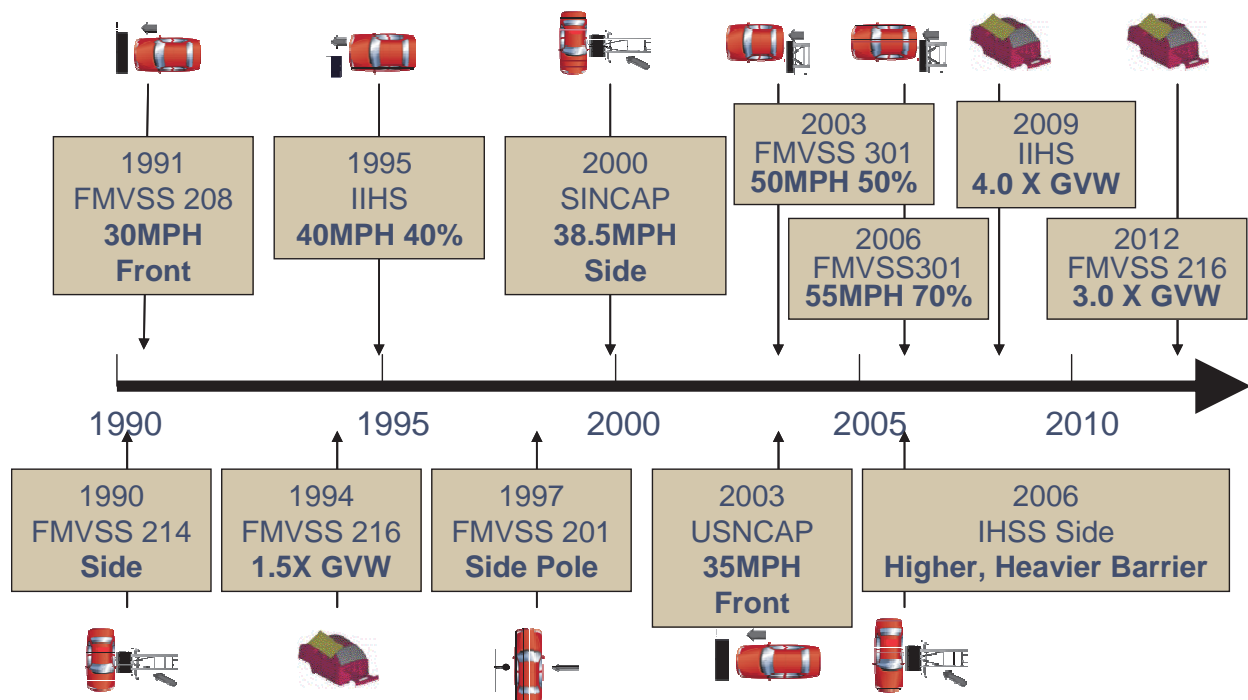 1991
FMVSS 208
30MPH
Front
1995
IIHS
40MPH 40%
2000
SINCAP
38.5MPH
Side
2003
FMVSS 301
50MPH 50%
2006
FMVSS301
55MPH 70%
2009
IIHS
4.0 X GVW
2012
FMVSS 216
3.0 X GVW
1990
1995
2000
2005
2010
1990
FMVSS 214
Side
1994
FMVSS 216
1.5X GVW
1997
FMVSS 201
Side Pole
2003
USNCAP
35MPH
Front
2006
IHSS Side
Higher, Heavier Barrier